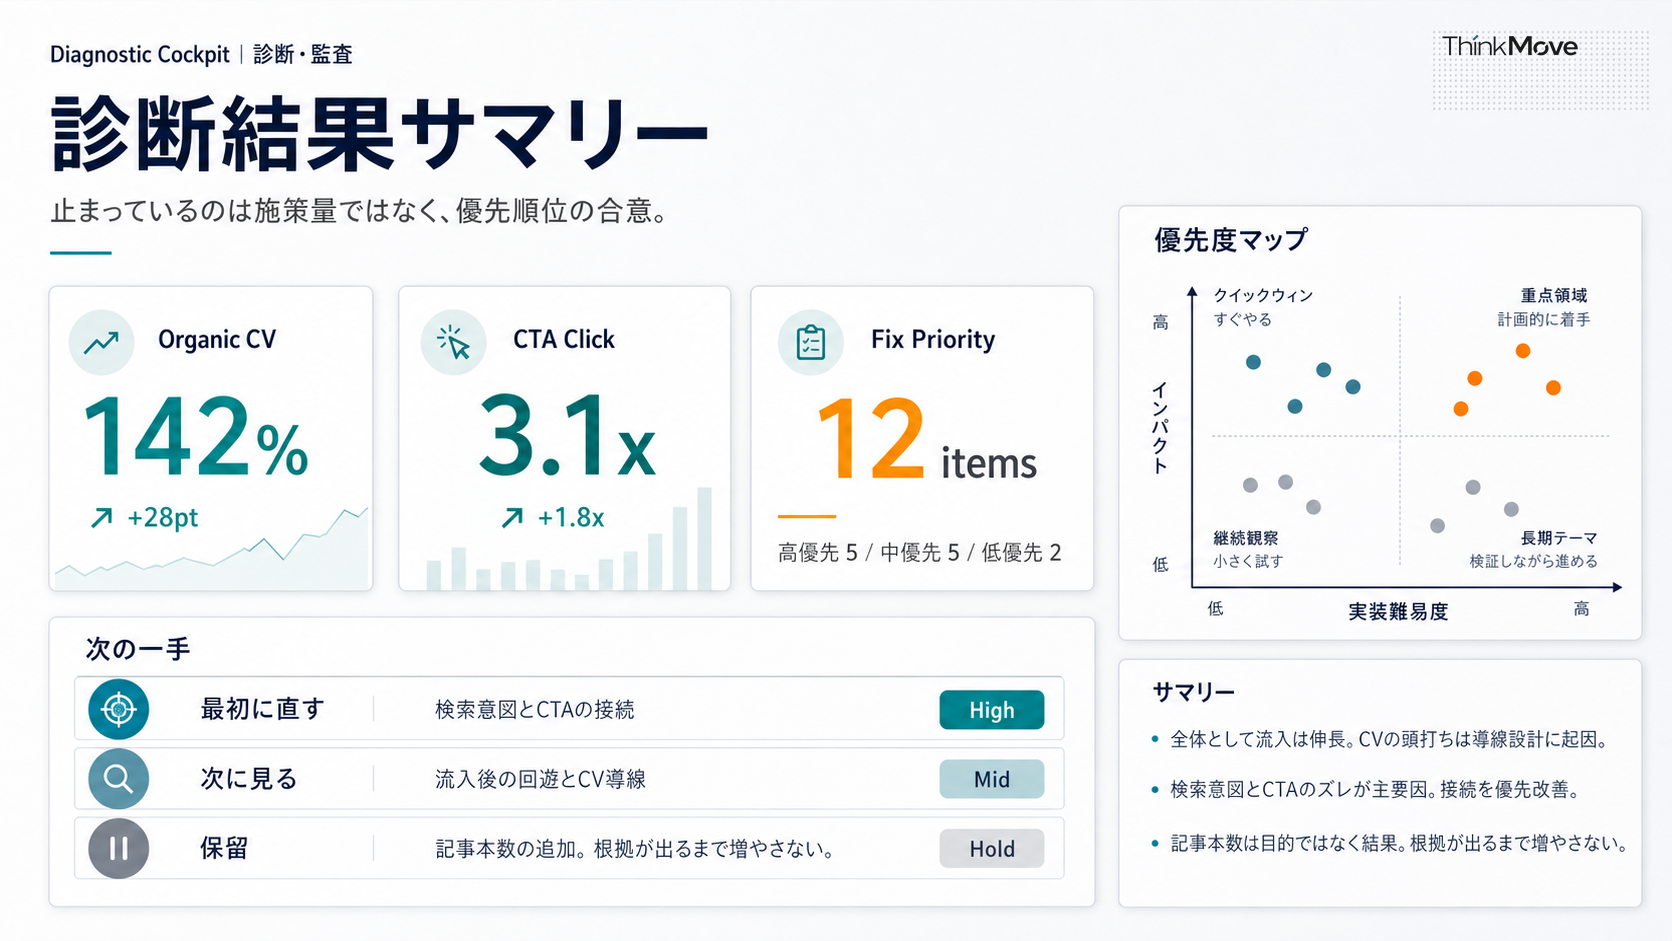 Diagnostic Cockpit | 診断・監査
ThinkMove
診断結果サマリー
止まっているのは施策量ではなく、優先順位の合意。
Organic CV
142%
+28pt
CTA Click
3.1x
+1.8x
Fix Priority
12 items
高優先 5 / 中優先 5 / 低優先 2
優先度マップ
クイックウィン
すぐやる
重点領域
計画的に着手
高
インパクト
低
継続観察
小さく試す
長期テーマ
検証しながら進める
低
実装難易度
高
次の一手
最初に直す
検索意図とCTAの接続
High
次に見る
流入後の回遊とCV導線
Mid
保留
記事本数の追加。根拠が出るまで増やさない。
Hold
サマリー
• 全体として流入は伸長。CVの頭打ちは導線設計に起因。
• 検索意図とCTAのズレが主要因。接続を優先改善。
• 記事本数は目的ではなく結果。根拠が出るまで増やさない。